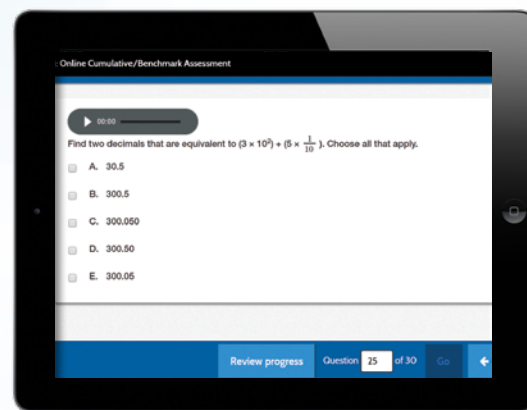 : Online Cumulative/Benchmark Assessment
00:00
Find two decimals that are equivalent to (3 × 10²) + (5 × 1/10 ). Choose all that apply.
A. 30.5
B. 300.5
C. 300.050
D. 300.50
E. 300.05
Review progress Question 25 of 30 Go